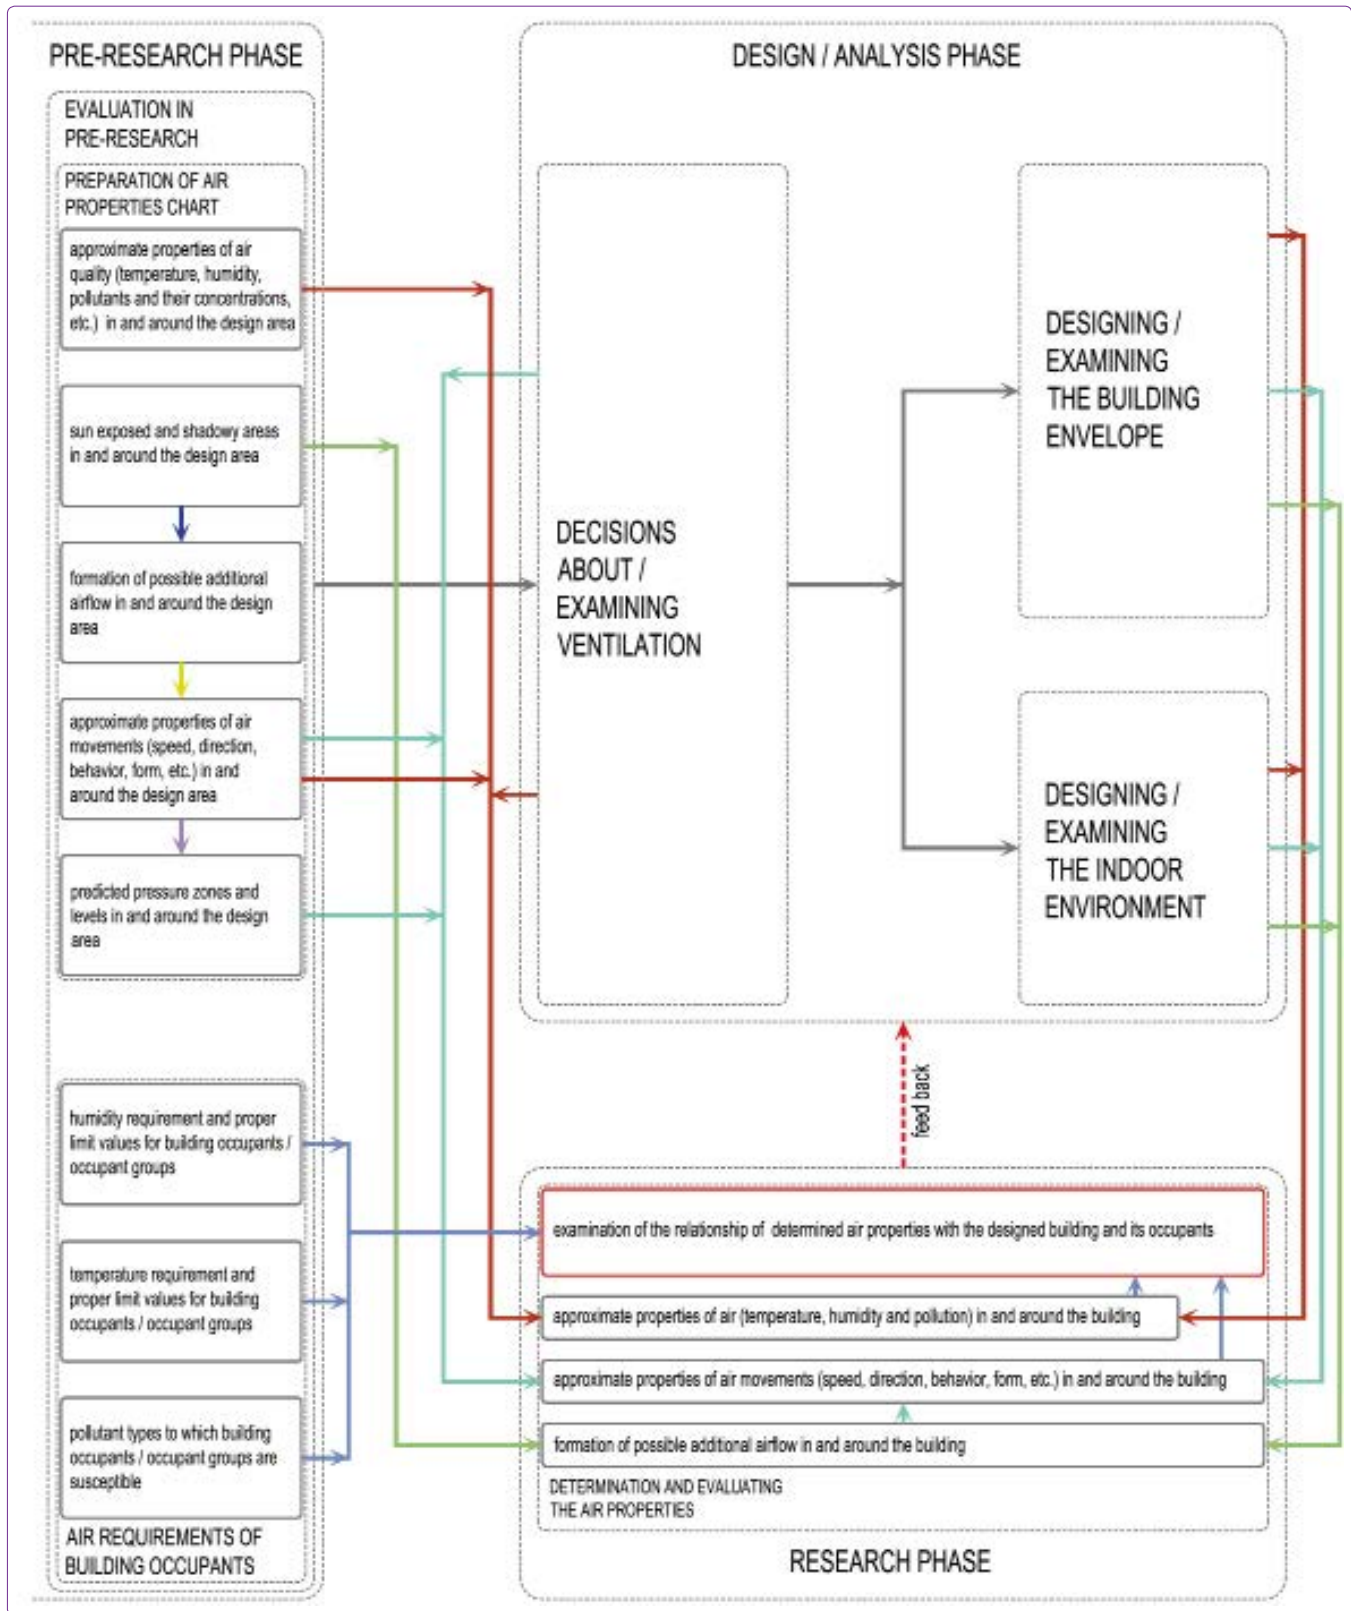 PRE-RESEARCH PHASE
EVALUATION IN
PRE-RESEARCH
PREPARATION OF AIR
PROPERTIES CHART
approximate properties of air
quality (temperature, humidity,
pollutants and their concentrations,
etc.) in and around the design area
sun exposed and shadowy areas
in and around the design area
formation of possible additional
airflow in and around the design
area
approximate properties of air
movements (speed, direction,
behavior, form, etc.) in and
around the design area
predicted pressure zones and
levels in and around the design
area
humidity requirement and proper
limit values for building occupants /
occupant groups
temperature requirement and
proper limit values for building
occupants / occupant groups
pollutant types to which building
occupants / occupant groups are
susceptible
AIR REQUIREMENTS OF
BUILDING OCCUPANTS
DESIGN / ANALYSIS PHASE
DECISIONS
ABOUT /
EXAMINING
VENTILATION
DESIGNING /
EXAMINING
THE BUILDING
ENVELOPE
DESIGNING /
EXAMINING
THE INDOOR
ENVIRONMENT
feed back
examination of the relationship of determined air properties with the designed building and its occupants
approximate properties of air (temperature, humidity and pollution) in and around the building
approximate properties of air movements (speed, direction, behavior, form, etc.) in and around the building
formation of possible additional airflow in and around the building
DETERMINATION AND EVALUATING
THE AIR PROPERTIES
RESEARCH PHASE